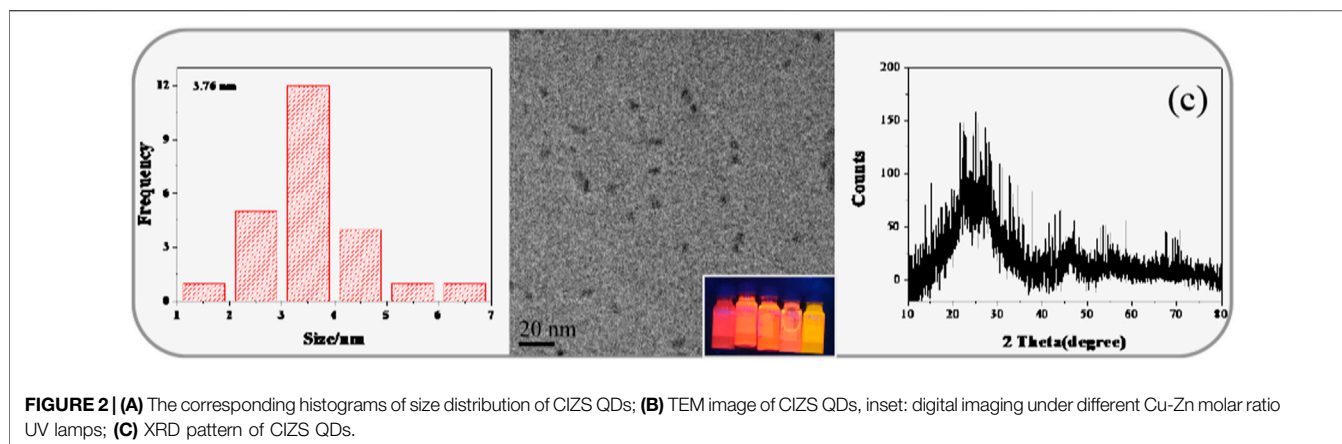 12
9
6
3
0
Frequency
3.76 nm
1 2 3 4 5 6 7
Size/nm
20 nm
200
150
100
50
0
Counts
(c)
10 20 30 40 50 60 70 80
2 Theta(degree)
FIGURE 2 | (A) The corresponding histograms of size distribution of CIZS QDs; (B) TEM image of CIZS QDs, inset: digital imaging under different Cu-Zn molar ratio
UV lamps; (C) XRD pattern of CIZS QDs.